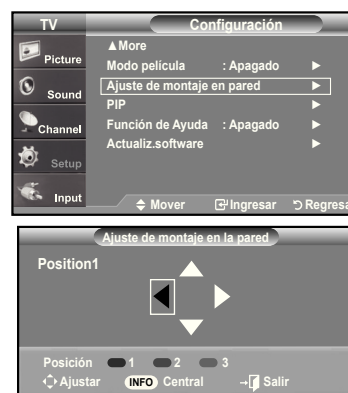 TV Configuración
▲More
Picture
Modo película : Apagado ►
Sound
Ajuste de montaje en pared ►
PIP ►
Channel
Función de Ayuda : Apagado ►
Actualiz.software ►
Setup
Input
Mover Ingresar Regresa
Ajuste de montaje en la pared
Position1
Posición 1 2 3
Ajustar INFO Central Salir